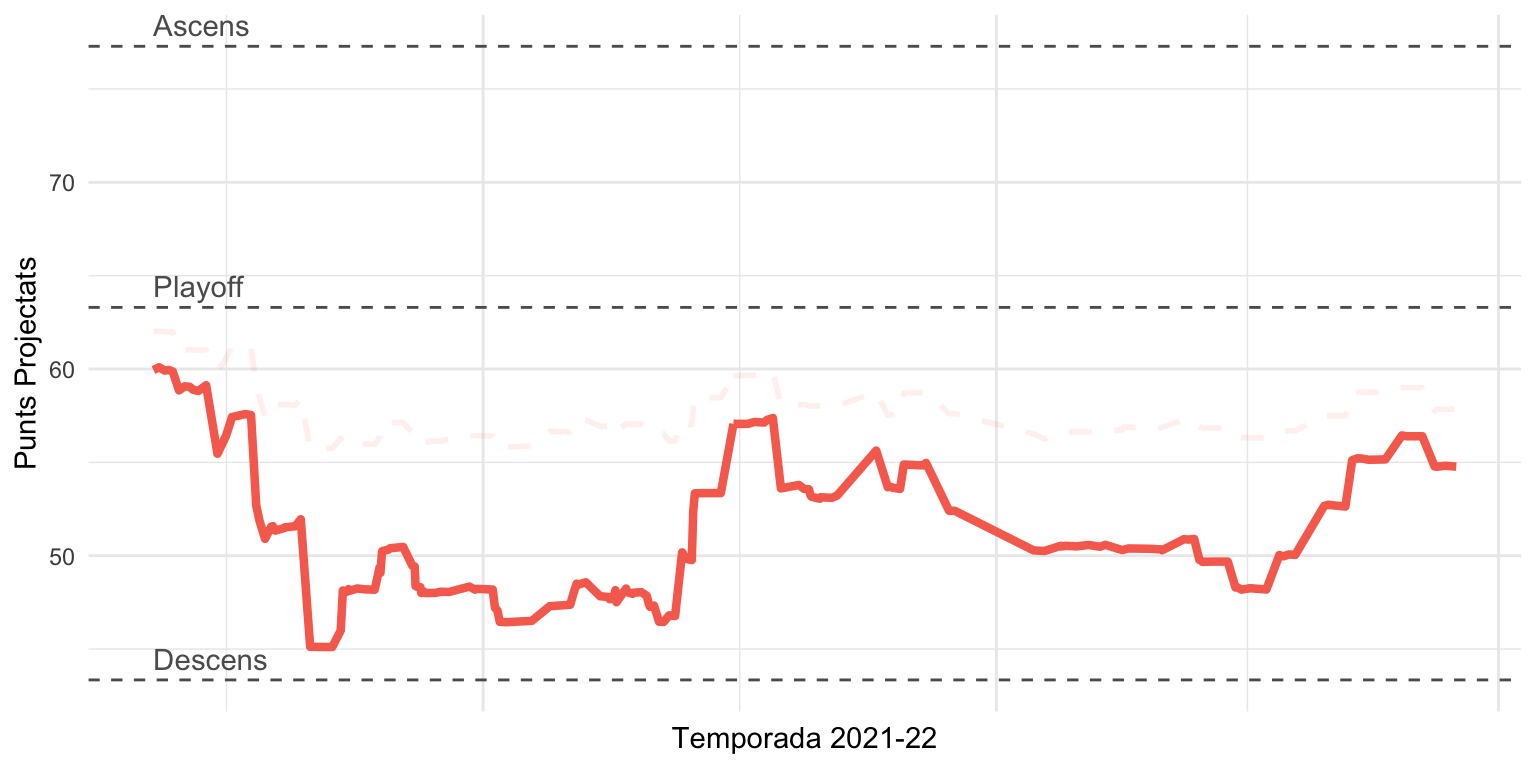 Ascens
70
Playoff
60
50
Descens
Punts Projectats
Temporada 2021-22